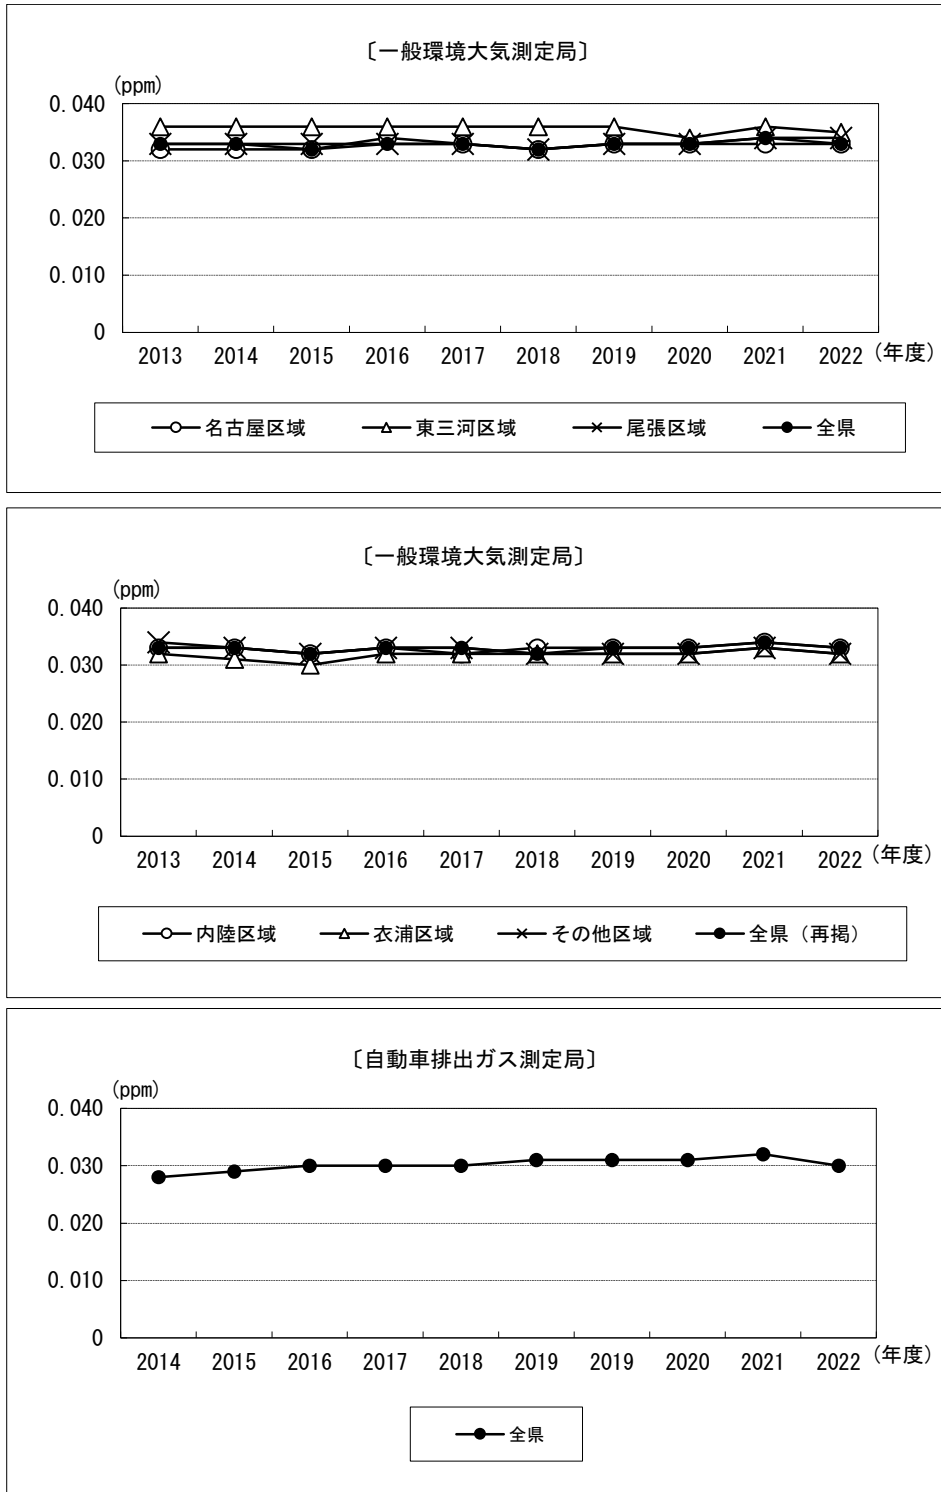 〔一般環境大気測定局〕
(ppm)
0.040
0.030
0.020
0.010
0
2013 2014 2015 2016 2017 2018 2019 2020 2021 2022 (年度)
名古屋区域 東三河区域 尾張区域 全県
〔一般環境大気測定局〕
(ppm)
0.040
0.030
0.020
0.010
0
2013 2014 2015 2016 2017 2018 2019 2020 2021 2022 (年度)
内陸区域 衣浦区域 その他区域 全県（再掲）
〔自動車排出ガス測定局〕
(ppm)
0.040
0.030
0.020
0.010
0
2014 2015 2016 2017 2018 2019 2019 2020 2021 2022 (年度)
全県